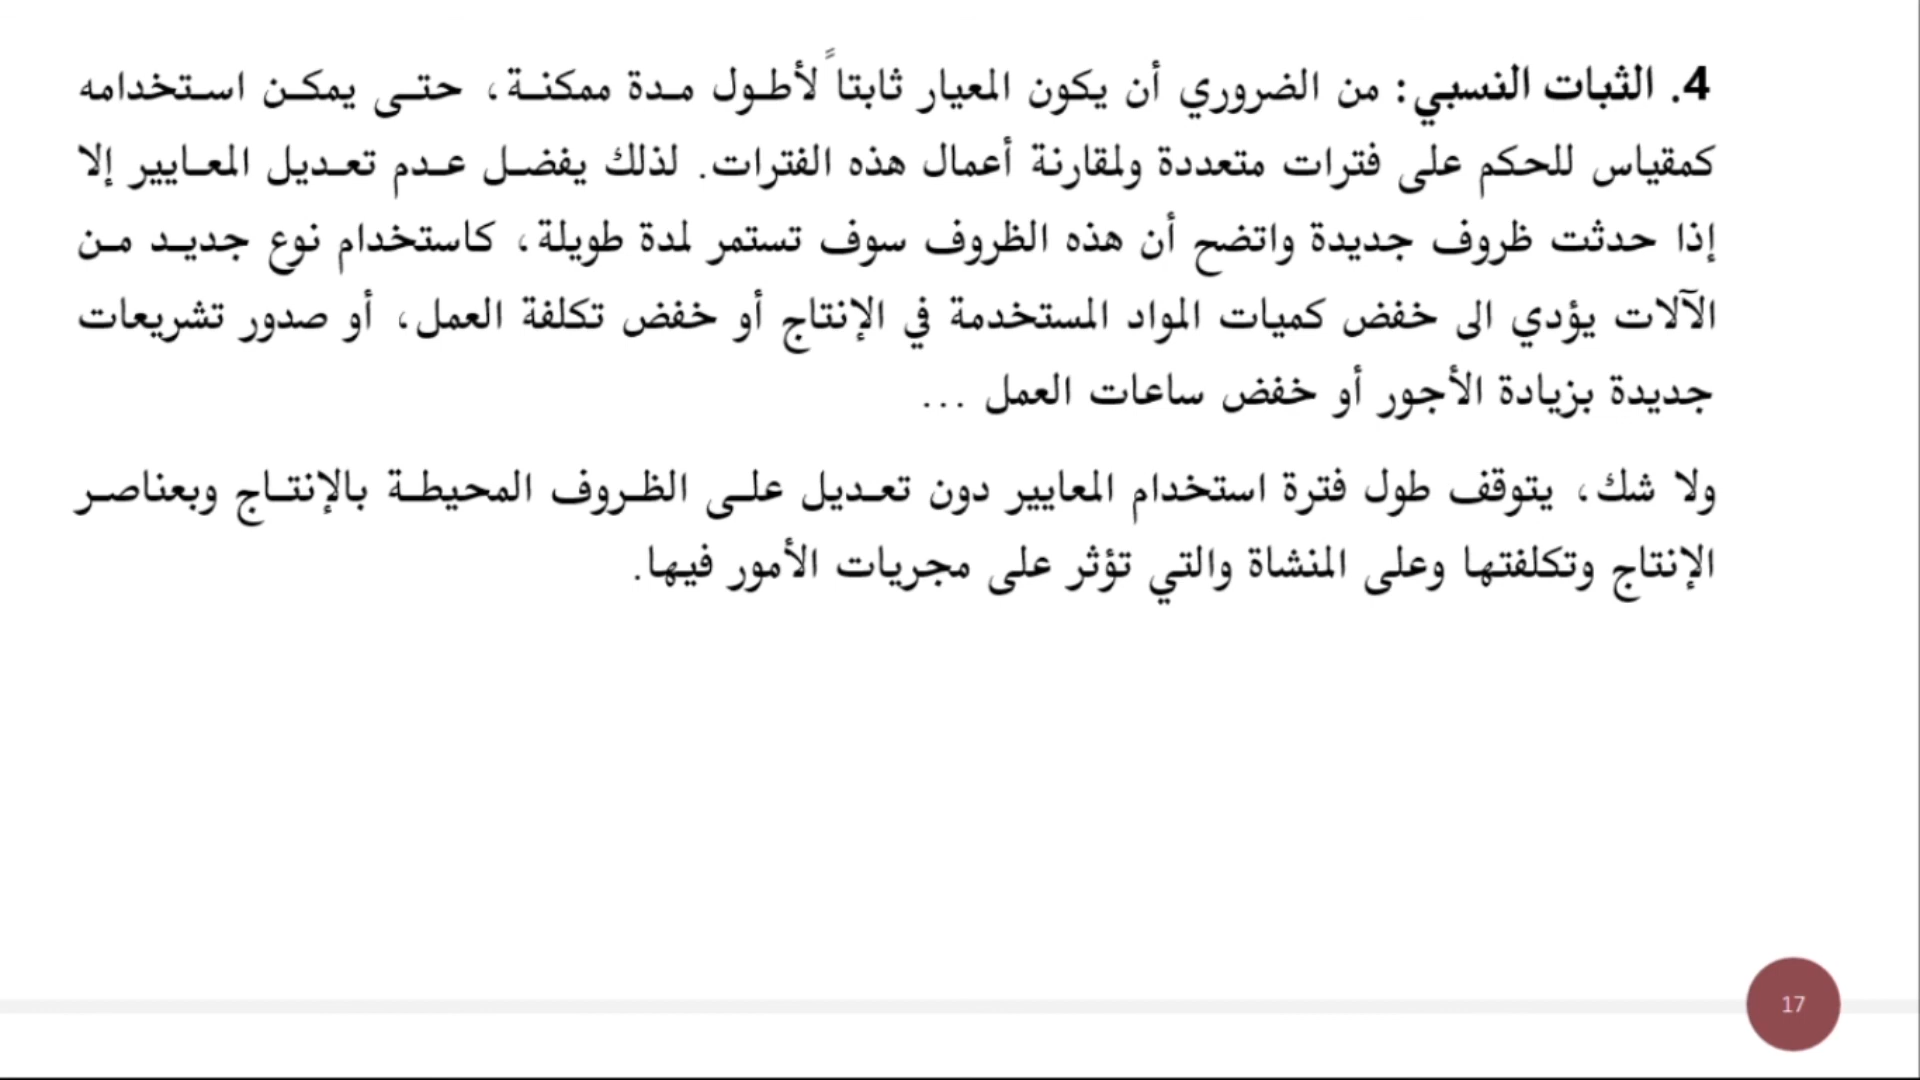 4. الثبات النسبي: من الضروري أن يكون المعيار ثابتاً لأطول مدة ممكنة، حتى يمكن استخدامه
كمقياس للحكم على فترات متعددة ولمقارنة أعمال هذه الفترات. لذلك يفضل عدم تعديل المعايير إلا
إذا حدثت ظروف جديدة واتضح أن هذه الظروف سوف تستمر لمدة طويلة، كاستخدام نوع جديد من
الآلات يؤدي الى خفض كميات المواد المستخدمة في الإنتاج أو خفض تكلفة العمل، أو صدور تشريعات
جديدة بزيادة الأجور أو خفض ساعات العمل ...
ولا شك، يتوقف طول فترة استخدام المعايير دون تعديل على الظروف المحيطة بالإنتاج وبعناصر
الإنتاج وتكلفتها وعلى المنشاة والتي تؤثر على مجريات الأمور فيها.
17